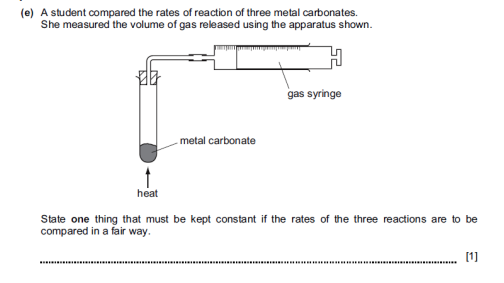 (e) A student compared the rates of reaction of three metal carbonates.
She measured the volume of gas released using the apparatus shown.
gas syringe
metal carbonate
heat
State one thing that must be kept constant if the rates of the three reactions are to be
compared in a fair way.
[1]